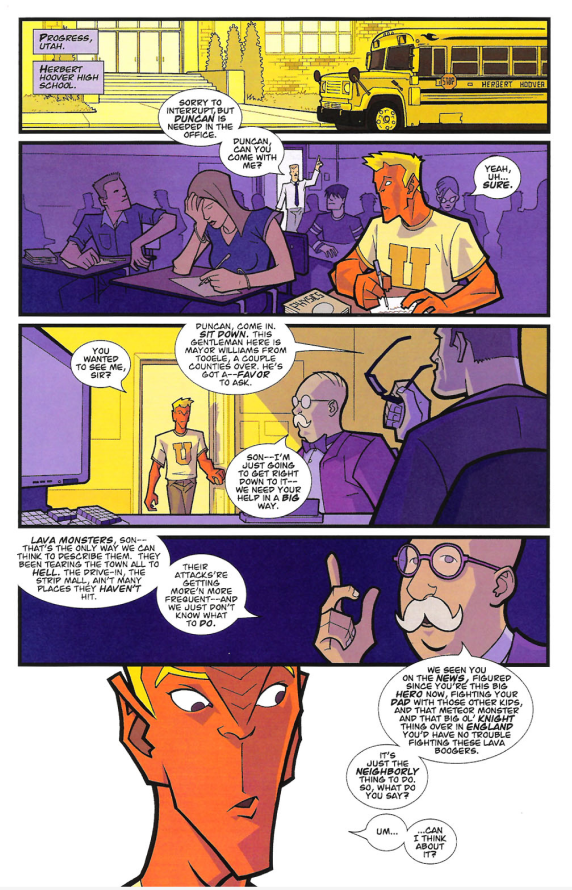 PROGRESS,
UTAH.
HERBERT
HOOVER HIGH
SCHOOL.
STOP
HERBERT HOOVER
SORRY TO
INTERRUPT, BUT
DUNCAN IS
NEEDED IN THE
OFFICE.
DUNCAN,
CAN YOU
COME WITH
ME?
YEAH,
UH...
SURE.
U
PHYSICS
YOU
WANTED
TO SEE ME,
SIR?
DUNCAN, COME IN.
SIT DOWN. THIS
GENTLEMAN HERE IS
MAYOR WILLIAMS FROM
TOOELE, A COUPLE
COUNTIES OVER. HE'S
GOT A--FAVOR
TO ASK.
U
SON--I'M
JUST GOING
TO GET RIGHT
DOWN TO IT--
WE NEED YOUR
HELP IN A BIG
WAY.
LAVA MONSTERS, SON--
THAT'S THE ONLY WAY WE CAN
THINK TO DESCRIBE THEM. THEY
BEEN TEARING THE TOWN ALL TO
HELL. THE DRIVE-IN, THE
STRIP MALL, AIN'T MANY
PLACES THEY HAVEN'T
HIT.
THEIR
ATTACKS'RE
GETTING
MORE'N MORE
FREQUENT--AND
WE JUST DON'T
KNOW WHAT
TO DO.
WE SEEN YOU
ON THE NEWS, FIGURED
SINCE YOU'RE THIS BIG
HERO NOW, FIGHTING YOUR
DAD WITH THOSE OTHER KIDS,
AND THAT METEOR MONSTER
AND THAT BIG OL' KNIGHT
THING OVER IN ENGLAND
YOU'D HAVE NO TROUBLE
FIGHTING THESE LAVA
BOOGERS.
IT'S
JUST THE
NEIGHBORLY
THING TO DO.
SO, WHAT DO
YOU SAY?
UM...
...CAN
I THINK
ABOUT
IT?